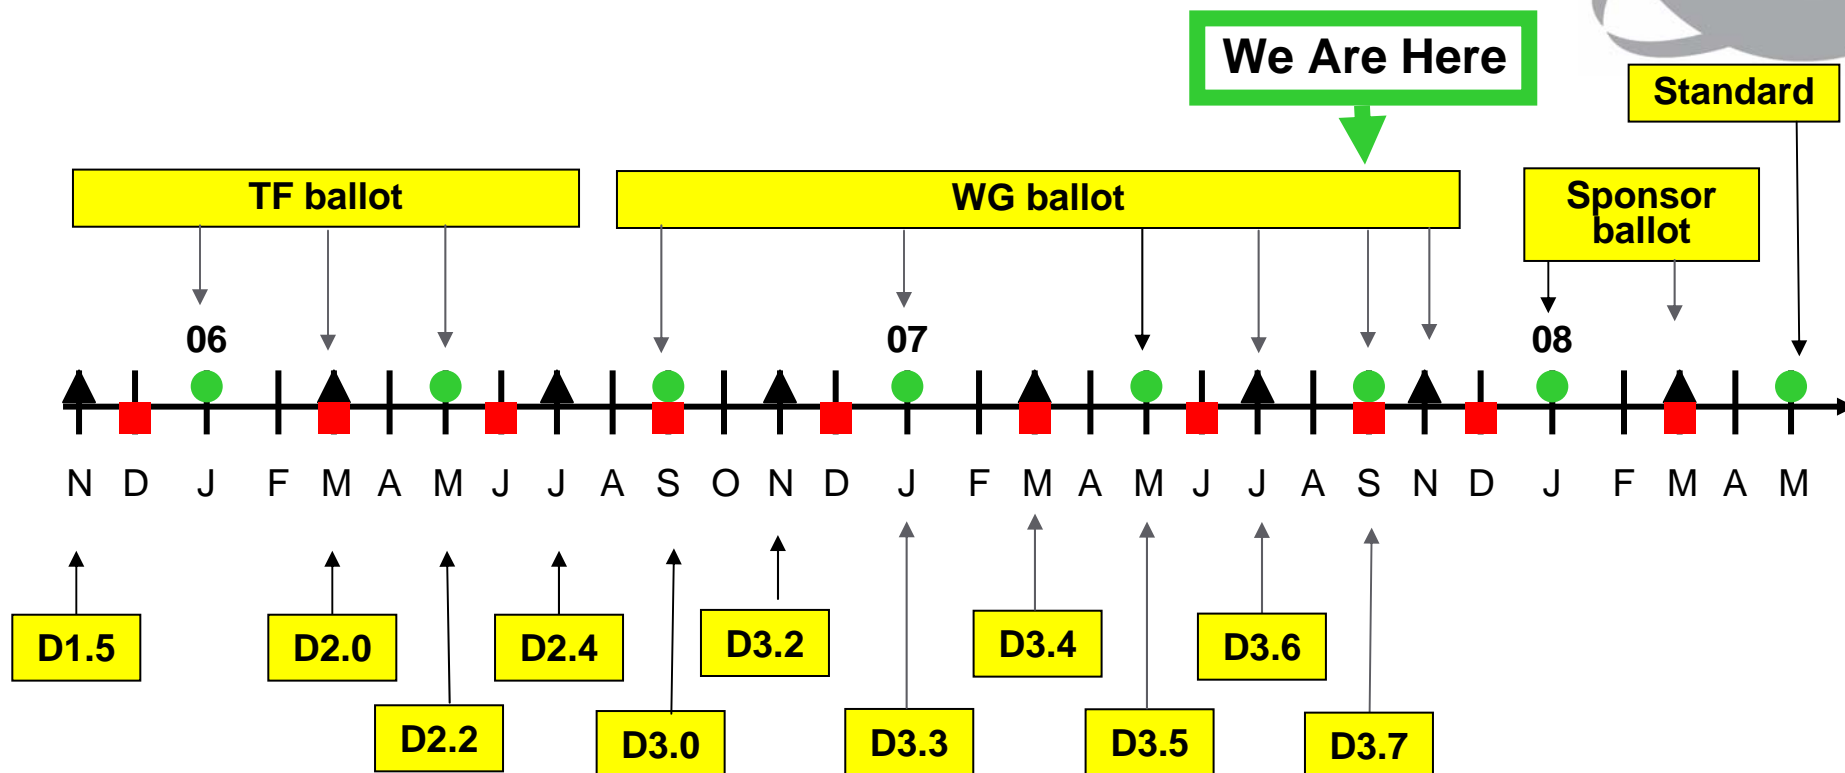 We Are Here
Standard
TF ballot
WG ballot
Sponsor
ballot
06
07
08
N D J F M A M J J A S O N D J F M A M J J A S N D J F M A M
D1.5
D2.0
D2.4
D3.2
D3.4
D3.6
D2.2
D3.0
D3.3
D3.5
D3.7